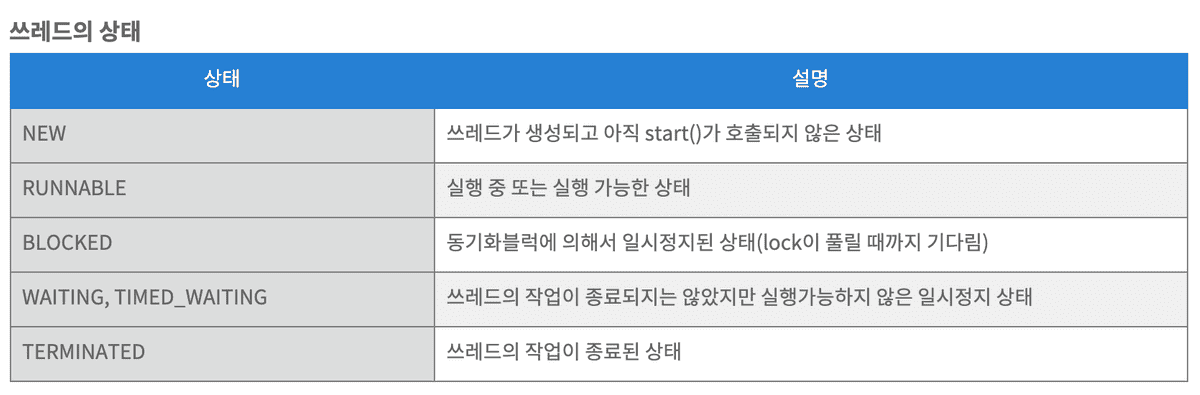 쓰레드의 상태
상태 설명
NEW 쓰레드가 생성되고 아직 start()가 호출되지 않은 상태
RUNNABLE 실행 중 또는 실행 가능한 상태
BLOCKED 동기화블럭에 의해서 일시정지된 상태(lock이 풀릴 때까지 기다림)
WAITING, TIMED_WAITING 쓰레드의 작업이 종료되지는 않았지만 실행가능하지 않은 일시정지 상태
TERMINATED 쓰레드의 작업이 종료된 상태